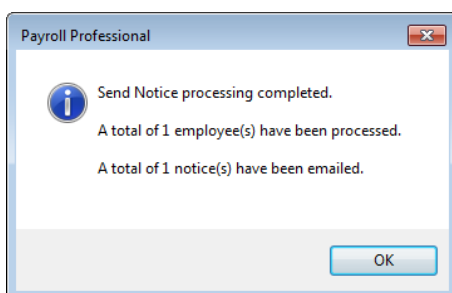 Payroll Professional
Send Notice processing completed.
A total of 1 employee(s) have been processed.
A total of 1 notice(s) have been emailed.
OK